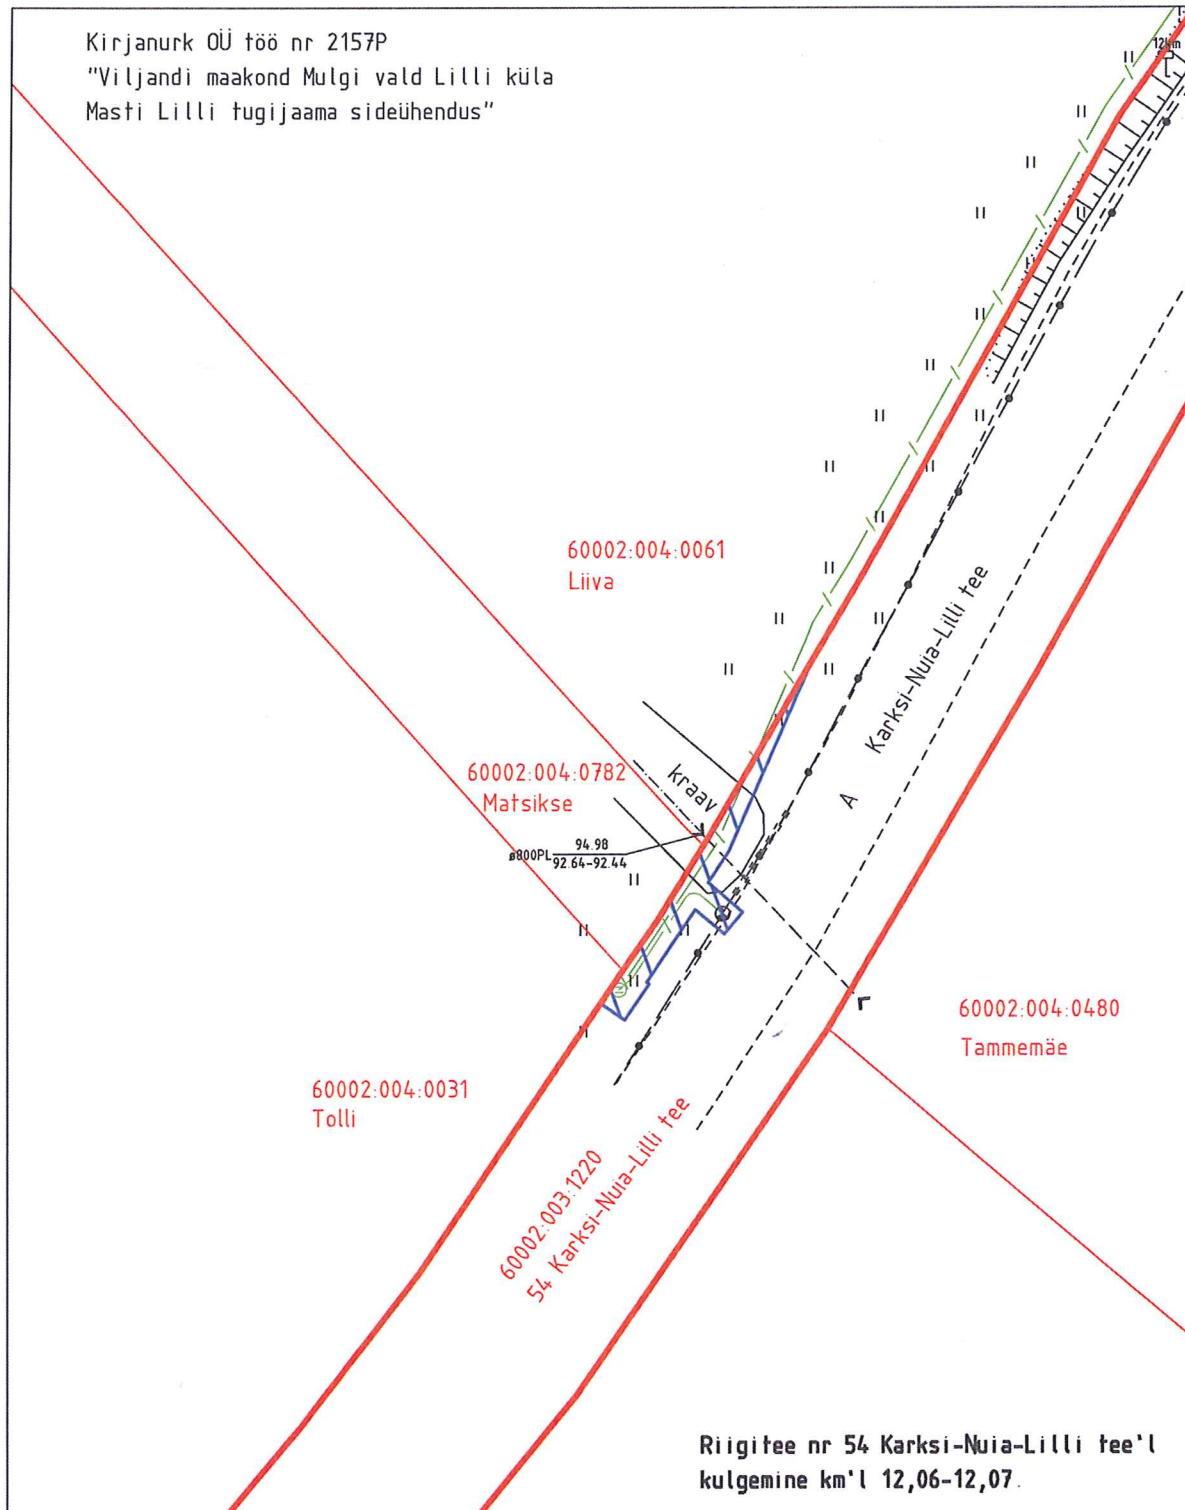 Kirjanurk OÜ töö nr 2157P
"Viljandi maakond Mulgi vald Lilli küla
Masti Lilli tugijaama sideühendus"
12km
60002:004:0061
Liiva
Karksi-Nuia-Lilli tee
A
60002:004:0782
Matsikse
kraav
ø800PL 94.98
92.64-92.44
60002:004:0480
Tammemäe
60002:004:0031
Tolli
60002:003:1220
54 Karksi-Nuia-Lilli tee
Riigitee nr 54 Karksi-Nuia-Lilli tee'l
kulgemine km'l 12,06-12,07.